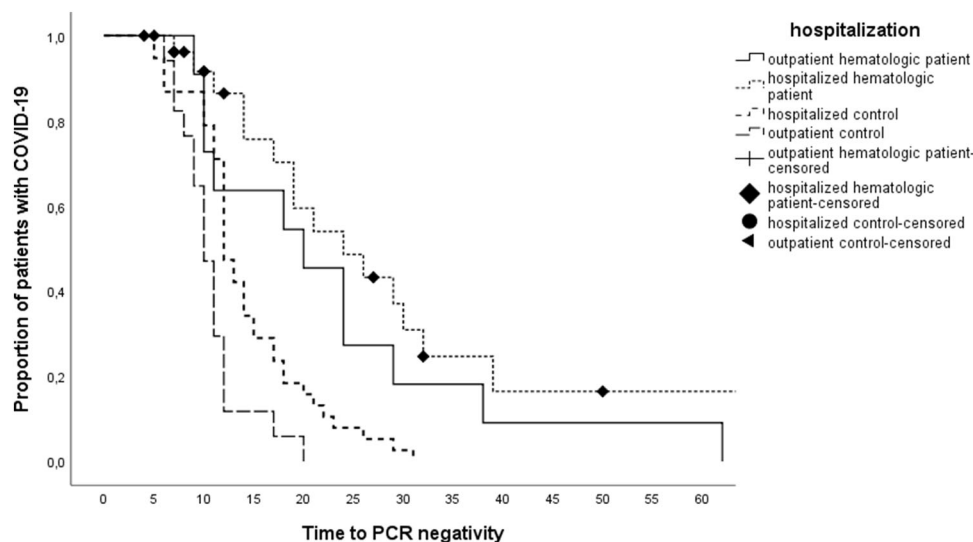 hospitalization
outpatient hematologic patient
hospitalized hematologic
patient
hospitalized control
outpatient control
outpatient hematologic patient-
censored
hospitalized hematologic
patient-censored
hospitalized control-censored
outpatient control-censored
Proportion of patients with COVID-19
1,0
0,8
0,6
0,4
0,2
0,0
0 5 10 15 20 25 30 35 40 45 50 55 60
Time to PCR negativity